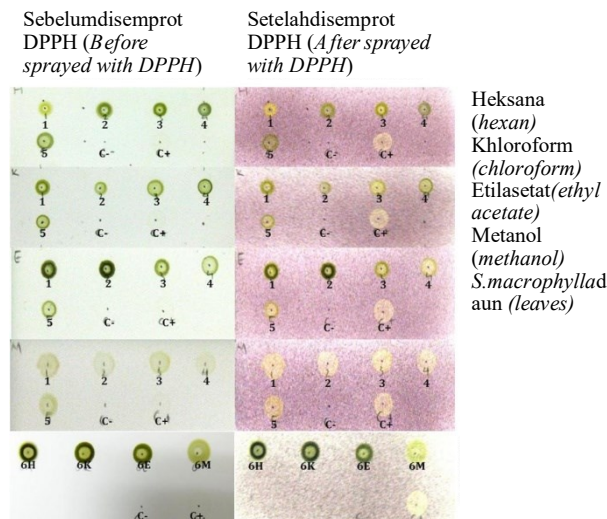 Sebelumdisemprot
DPPH (Before
sprayed with DPPH)
Setelahdisemprot
DPPH (After sprayed
with DPPH)
H
1 2 3 4
5 C- C+
K
1 2 3 4
5 C- C+
E
1 2 3 4
5 C- C+
M
1 2 3 4
5 C- C+
6H 6K 6E 6M
C- C+
H
1 2 3 4
5 C- C+
K
1 2 3 4
5 C- C+
E
1 2 3 4
5 C- C+
M
1 2 3 4
5 C- C+
6H 6K 6E 6M
C- C+
Heksana
(hexan)
Khloroform
(chloroform)
Etilasetat(ethyl
acetate)
Metanol
(methanol)
S.macrophyllad
aun (leaves)